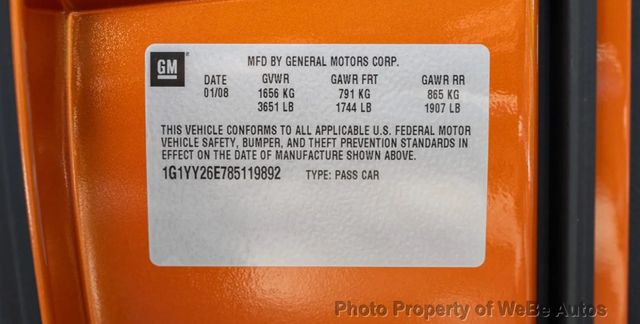 GM
MFD BY GENERAL MOTORS CORP.
DATE GVWR GAWR FRT GAWR RR
01/08 1656 KG 791 KG 865 KG
3651 LB 1744 LB 1907 LB
THIS VEHICLE CONFORMS TO ALL APPLICABLE U.S. FEDERAL MOTOR
VEHICLE SAFETY, BUMPER, AND THEFT PREVENTION STANDARDS IN
EFFECT ON THE DATE OF MANUFACTURE SHOWN ABOVE.
1G1YY26E785119892 TYPE: PASS CAR
Photo Property of WeBe Autos